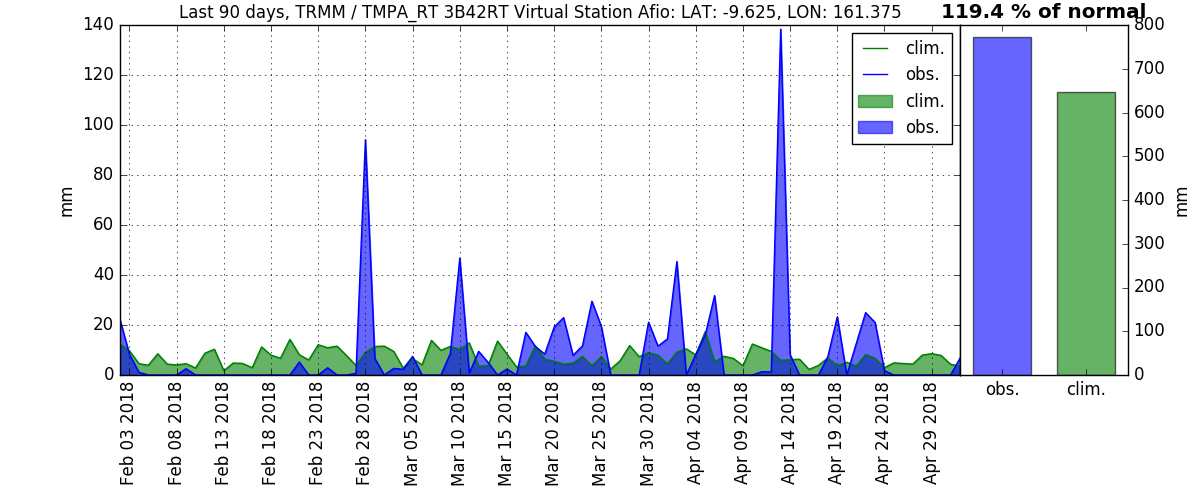 Last 90 days, TRMM / TMPA_RT 3B42RT Virtual Station Afio: LAT: -9.625, LON: 161.375
119.4 % of normal
140
120
100
80
60
40
20
0
mm
clim.
obs.
clim.
obs.
Feb 03 2018
Feb 08 2018
Feb 13 2018
Feb 18 2018
Feb 23 2018
Feb 28 2018
Mar 05 2018
Mar 10 2018
Mar 15 2018
Mar 20 2018
Mar 25 2018
Mar 30 2018
Apr 04 2018
Apr 09 2018
Apr 14 2018
Apr 19 2018
Apr 24 2018
Apr 29 2018
800
700
600
500
400
300
200
100
0
mm
obs.
clim.